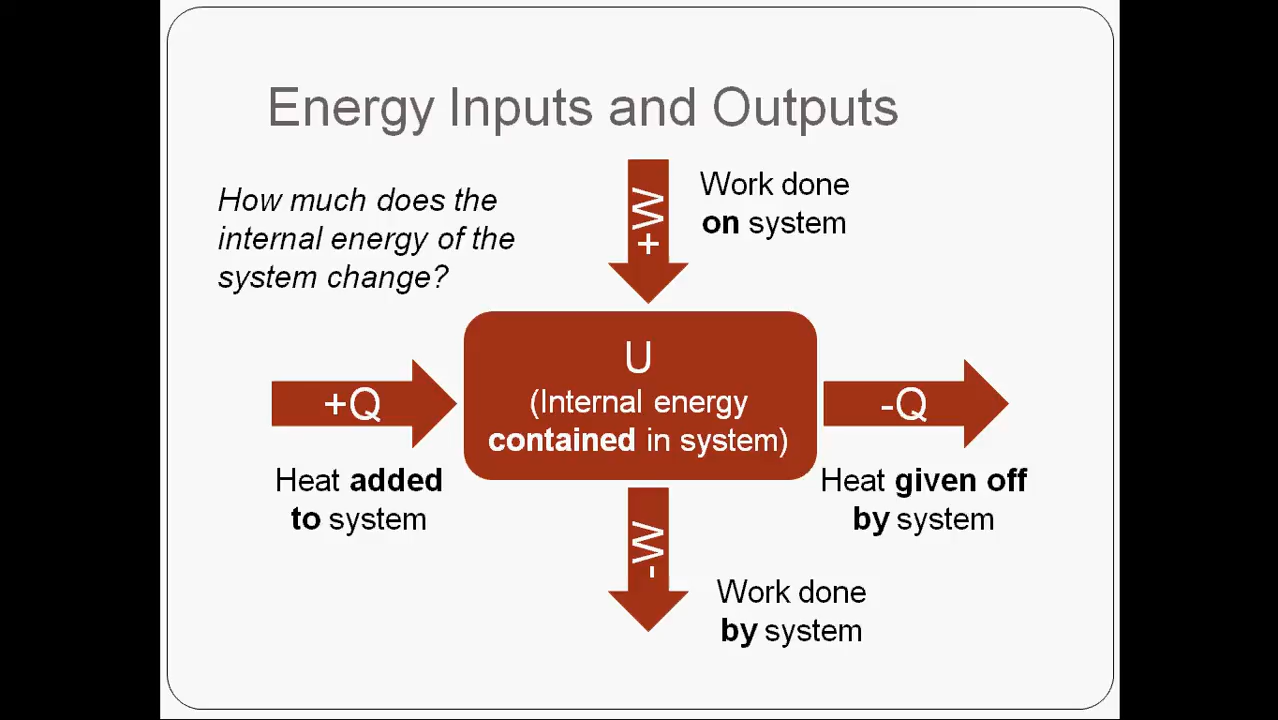 Energy Inputs and Outputs
How much does the
internal energy of the
system change?
+W
Work done
on system
+Q
Heat added
to system
U
(Internal energy
contained in system)
-Q
Heat given off
by system
-W
Work done
by system